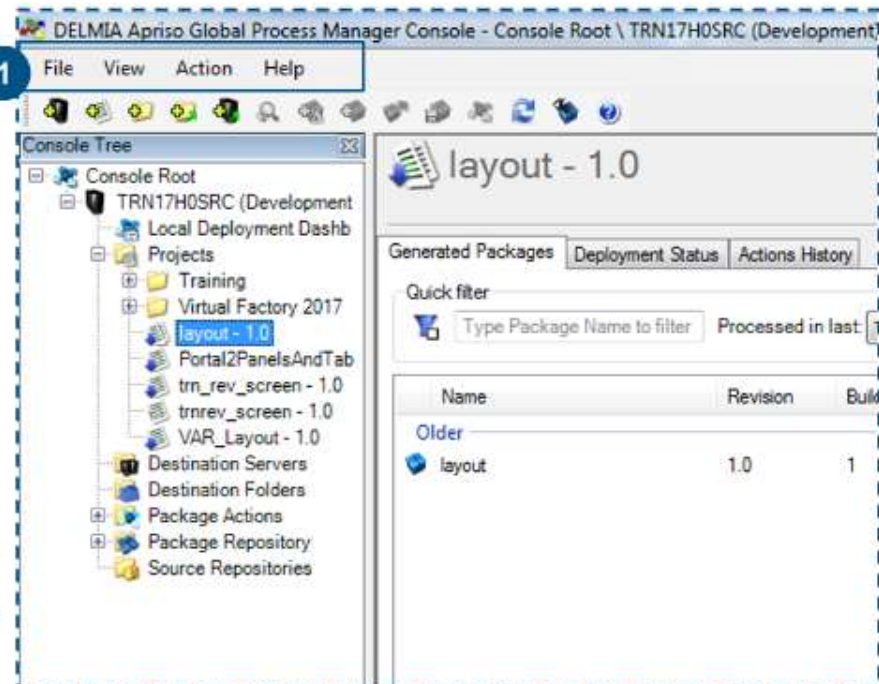 DELMIA Apriso Global Process Manager Console - Console Root \ TRN17H0SRC (Development)
1
File View Action Help
Console Tree
Console Root
TRN17H0SRC (Development
Local Deployment Dashb
Projects
Training
Virtual Factory 2017
layout - 1.0
Portal2PanelsAndTab
trn_rev_screen - 1.0
trnrev_screen - 1.0
VAR_Layout - 1.0
Destination Servers
Destination Folders
Package Actions
Package Repository
Source Repositories
layout - 1.0
Generated Packages Deployment Status Actions History
Quick filter
Type Package Name to filter Processed in last:
Name Revision Build
Older
layout 1.0 1